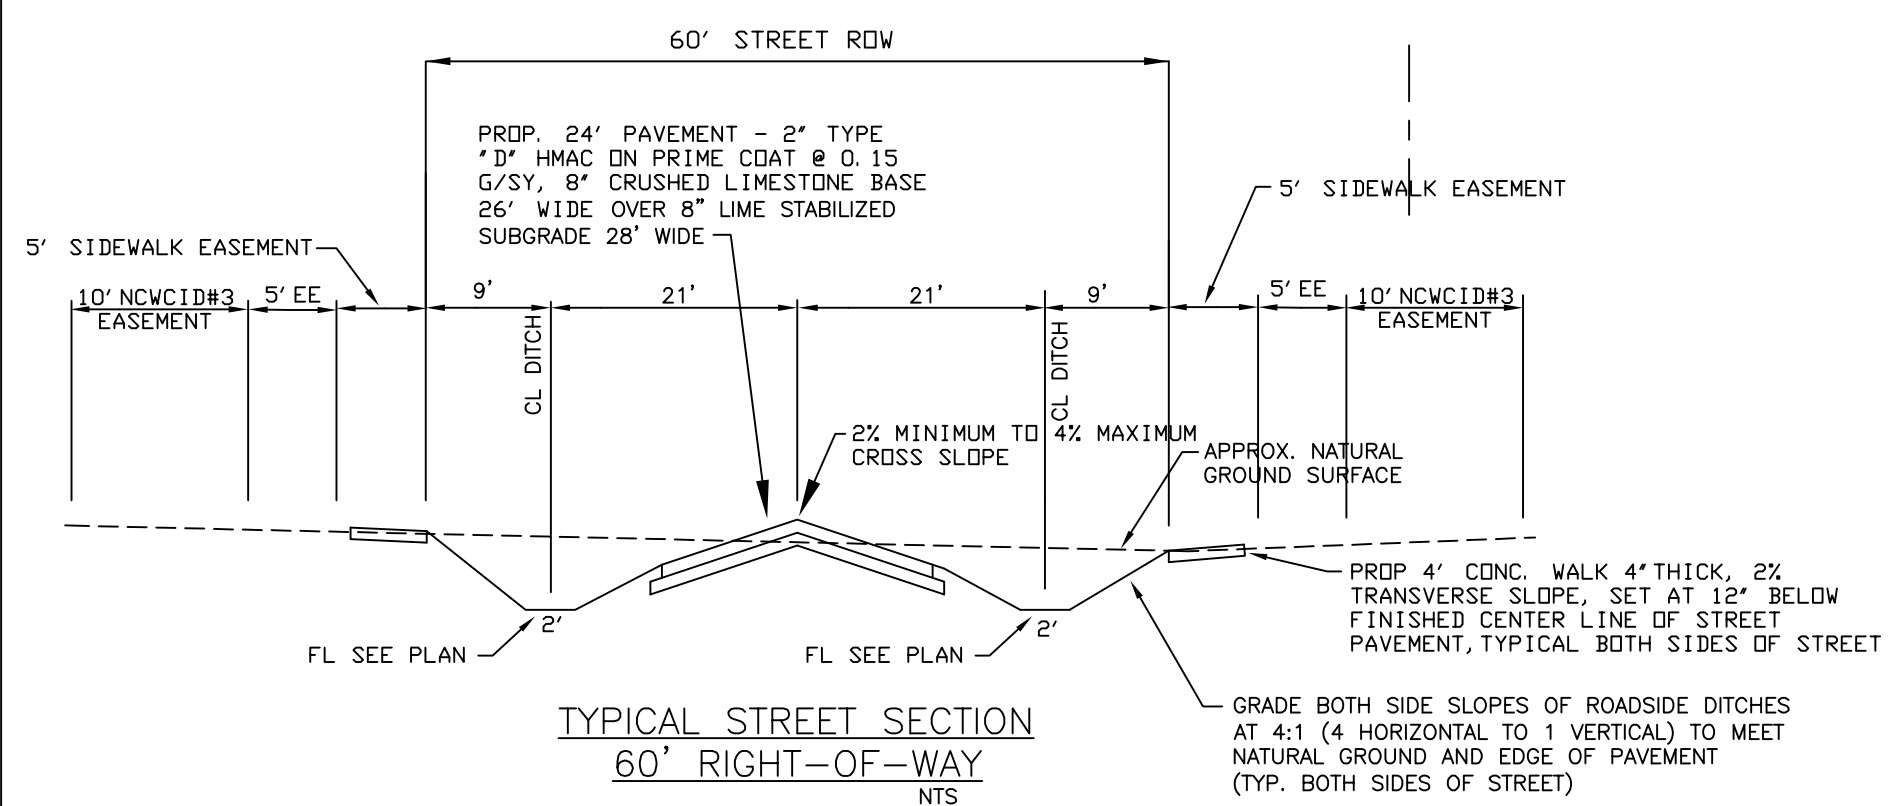 60' STREET ROW
PROP. 24' PAVEMENT - 2" TYPE
"D" HMAC ON PRIME COAT @ 0.15
G/SY, 8" CRUSHED LIMESTONE BASE
26' WIDE OVER 8" LIME STABILIZED
SUBGRADE 28' WIDE
5' SIDEWALK EASEMENT
5' SIDEWALK EASEMENT
10' NCWCID#3
EASEMENT
5' EE
9'
21'
21'
9'
5' EE
10' NCWCID#3
EASEMENT
CL DITCH
CL DITCH
2% MINIMUM TO 4% MAXIMUM
CROSS SLOPE
APPROX. NATURAL
GROUND SURFACE
2'
2'
FL SEE PLAN
FL SEE PLAN
PROP 4' CONC. WALK 4" THICK, 2%
TRANSVERSE SLOPE, SET AT 12" BELOW
FINISHED CENTER LINE OF STREET
PAVEMENT, TYPICAL BOTH SIDES OF STREET
GRADE BOTH SIDE SLOPES OF ROADSIDE DITCHES
AT 4:1 (4 HORIZONTAL TO 1 VERTICAL) TO MEET
NATURAL GROUND AND EDGE OF PAVEMENT
(TYP. BOTH SIDES OF STREET)
TYPICAL STREET SECTION
60' RIGHT-OF-WAY
NTS